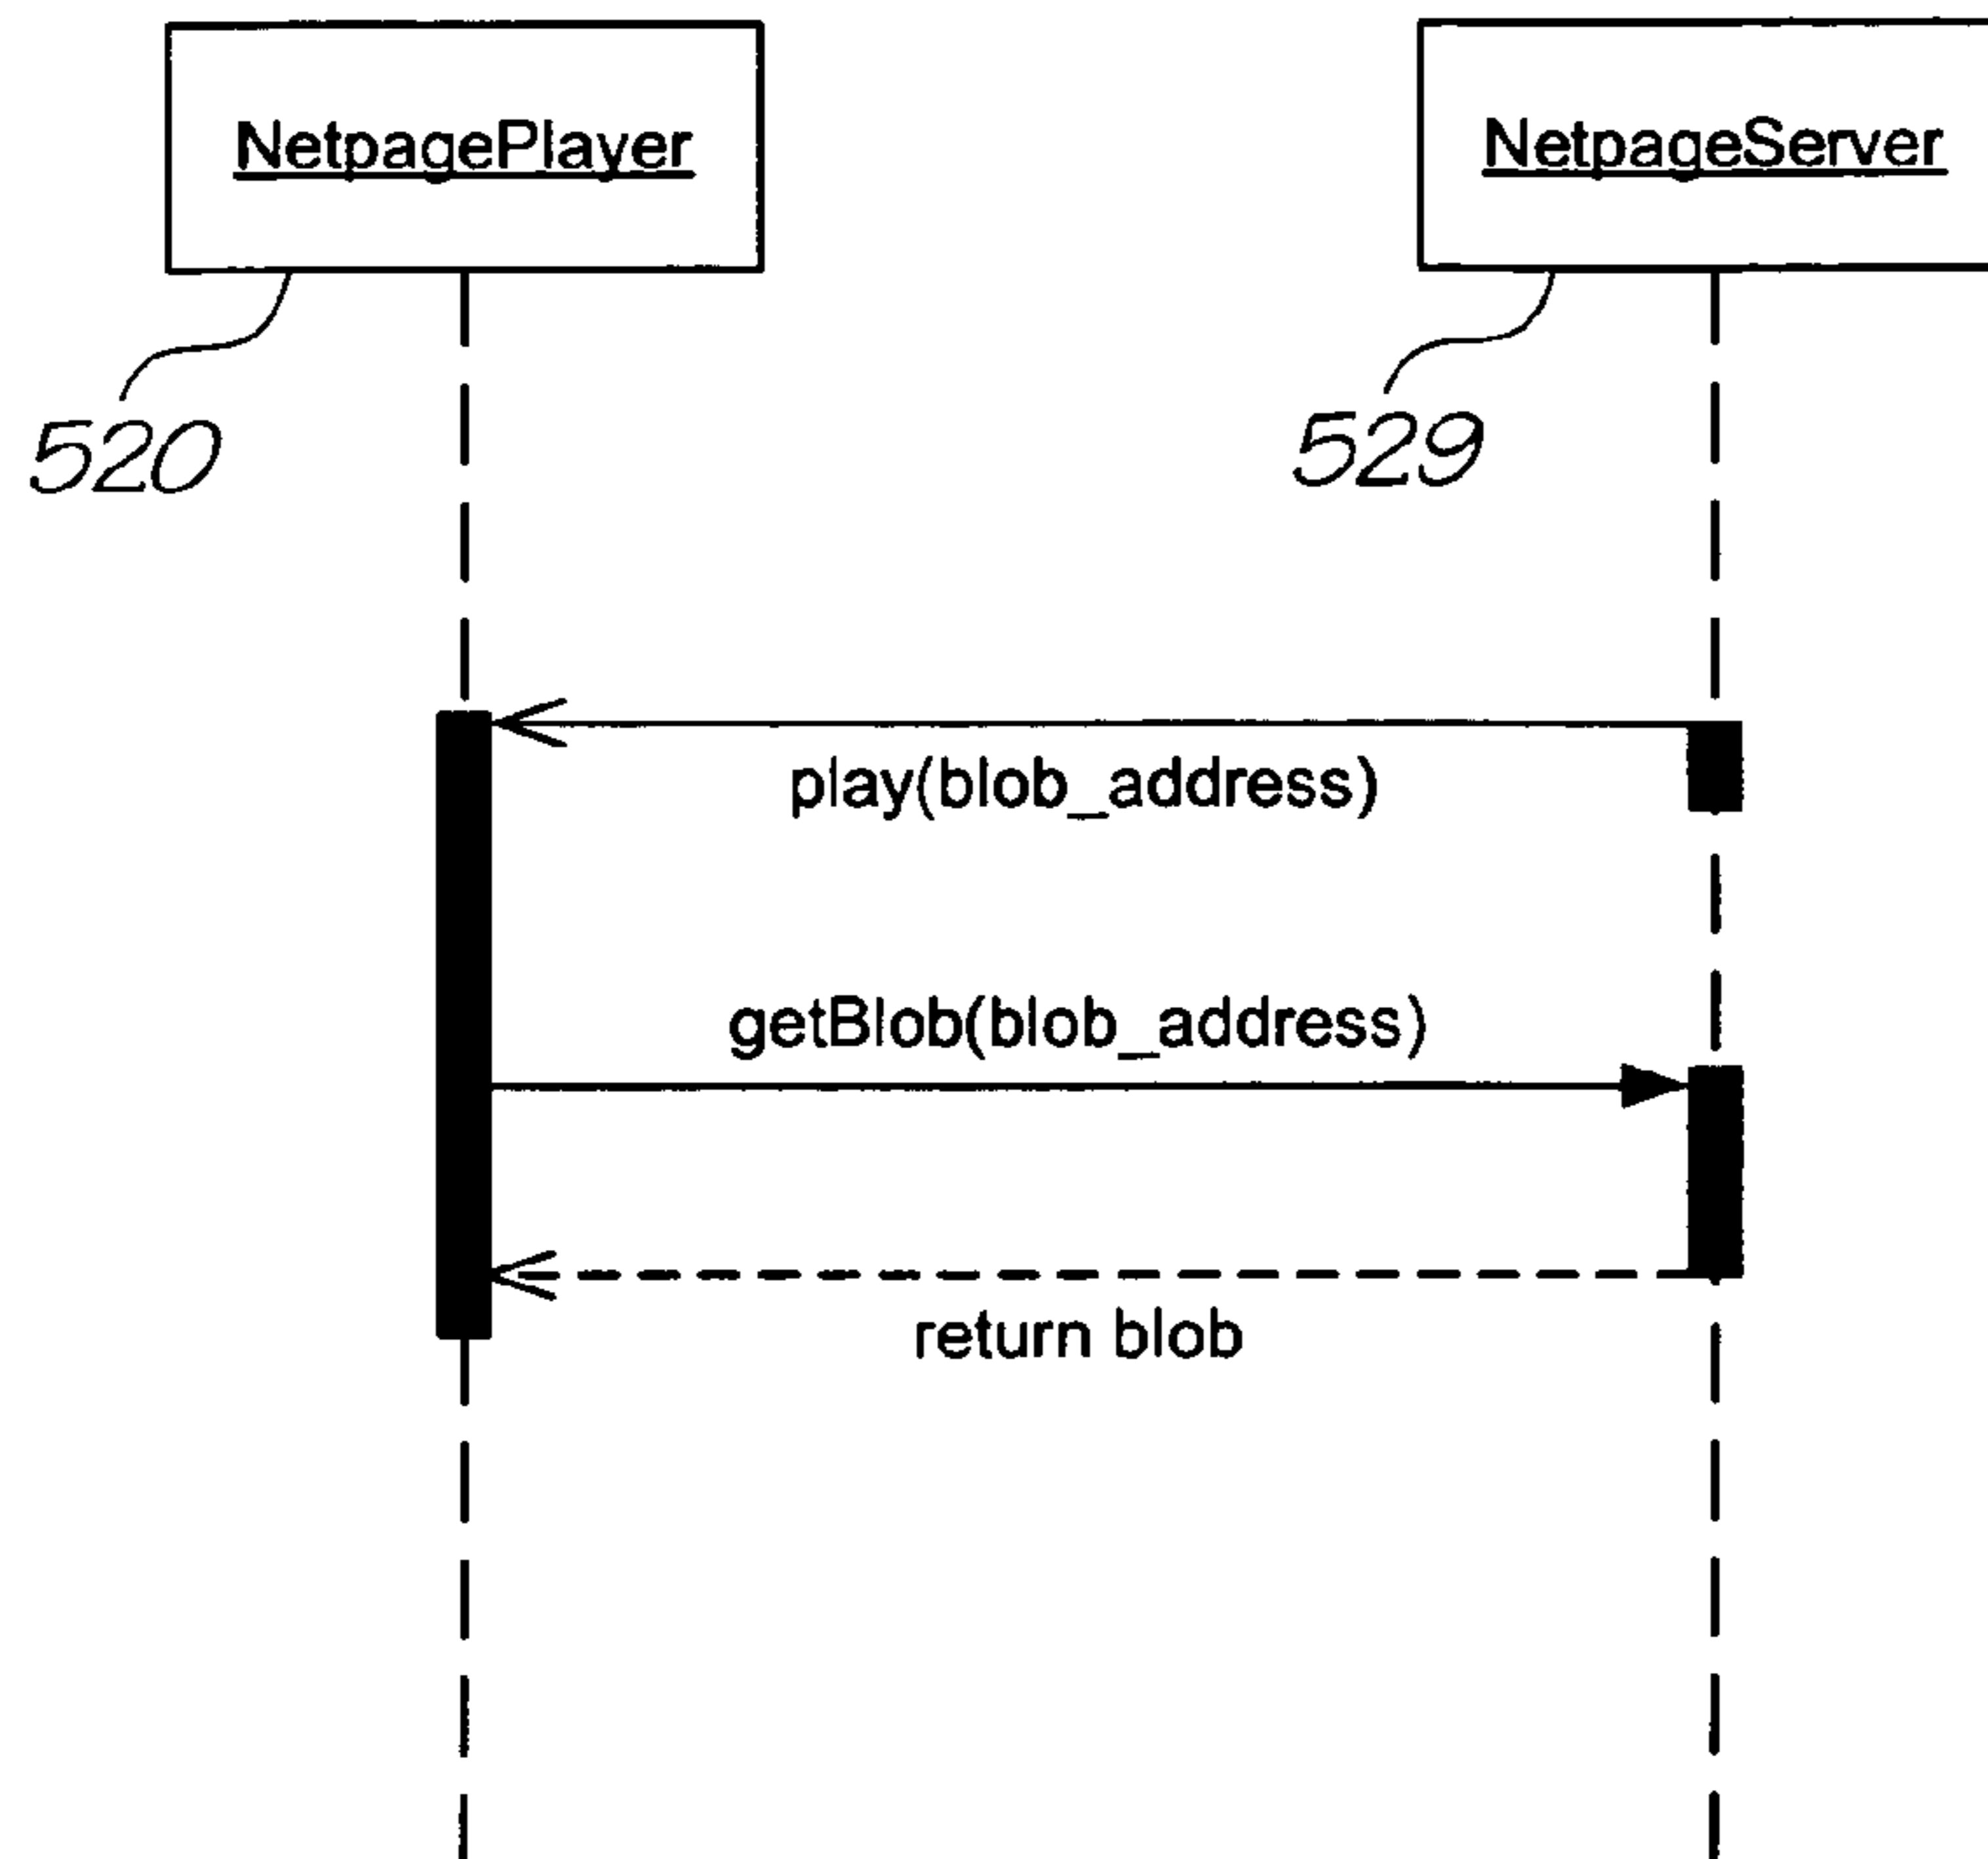 NetpagePlayer
NetpageServer
520
529
play(blob_address)
getBlob(blob_address)
return blob